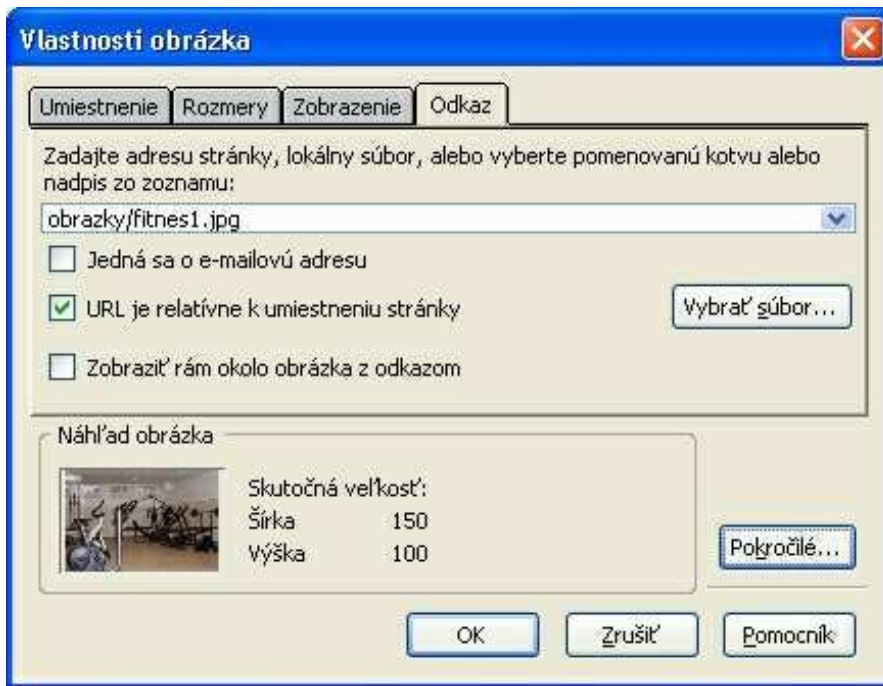 Vlastnosti obrázka
Umiestnenie Rozmery Zobrazenie Odkaz
Zadajte adresu stránky, lokálny súbor, alebo vyberte pomenovanú kotvu alebo
nadpis zo zoznamu:
obrazky/fitnes1.jpg
Jedná sa o e-mailovú adresu
URL je relatívne k umiestneniu stránky
Vybrať súbor...
Zobraziť rám okolo obrázka z odkazom
Náhľad obrázka
Skutočná veľkosť:
Šírka 150
Výška 100
Pokročilé...
OK Zrušiť Pomocník